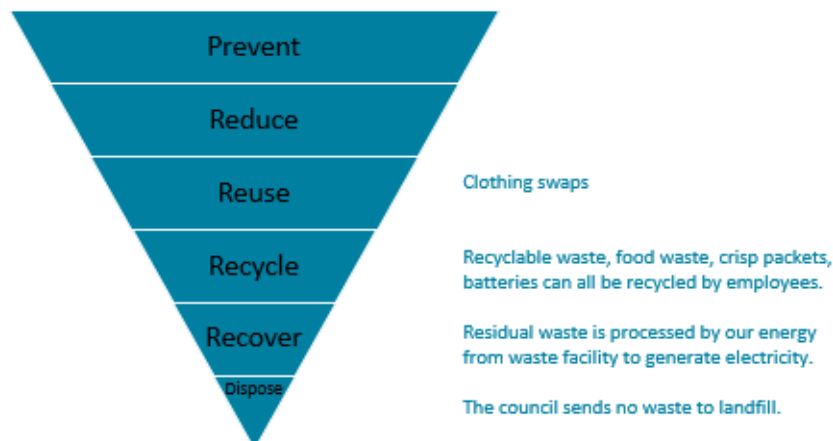 Prevent
Reduce
Reuse
Clothing swaps
Recycle
Recyclable waste, food waste, crisp packets,
batteries can all be recycled by employees.
Recover
Residual waste is processed by our energy
from waste facility to generate electricity.
Dispose
The council sends no waste to landfill.